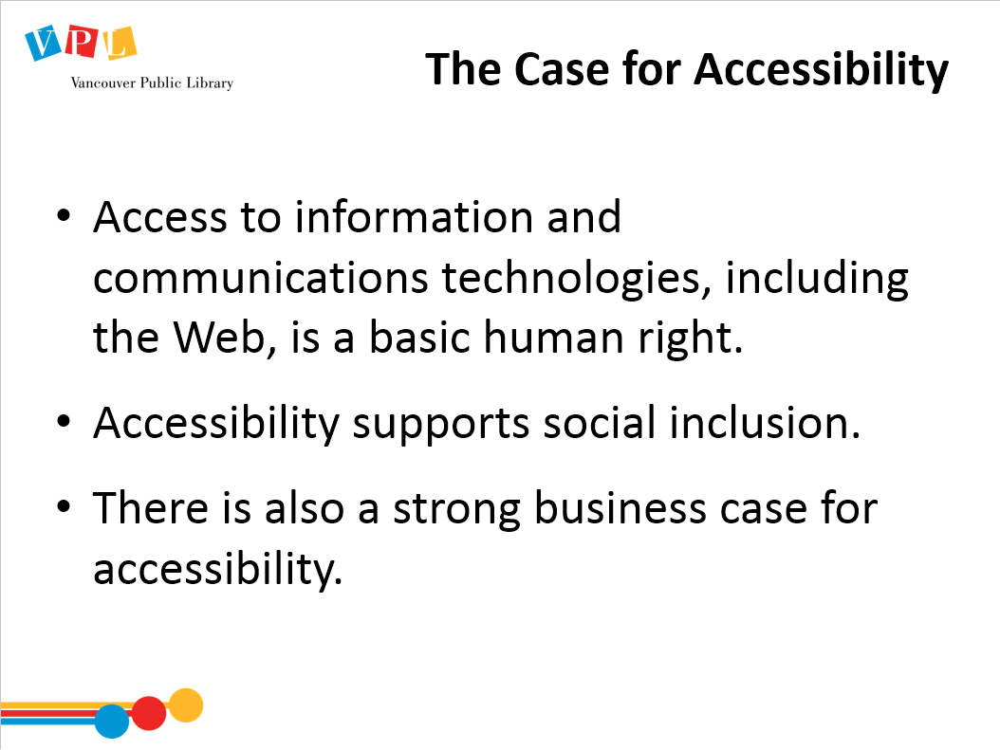 VPL
Vancouver Public Library
The Case for Accessibility
• Access to information and
communications technologies, including
the Web, is a basic human right.
• Accessibility supports social inclusion.
• There is also a strong business case for
accessibility.